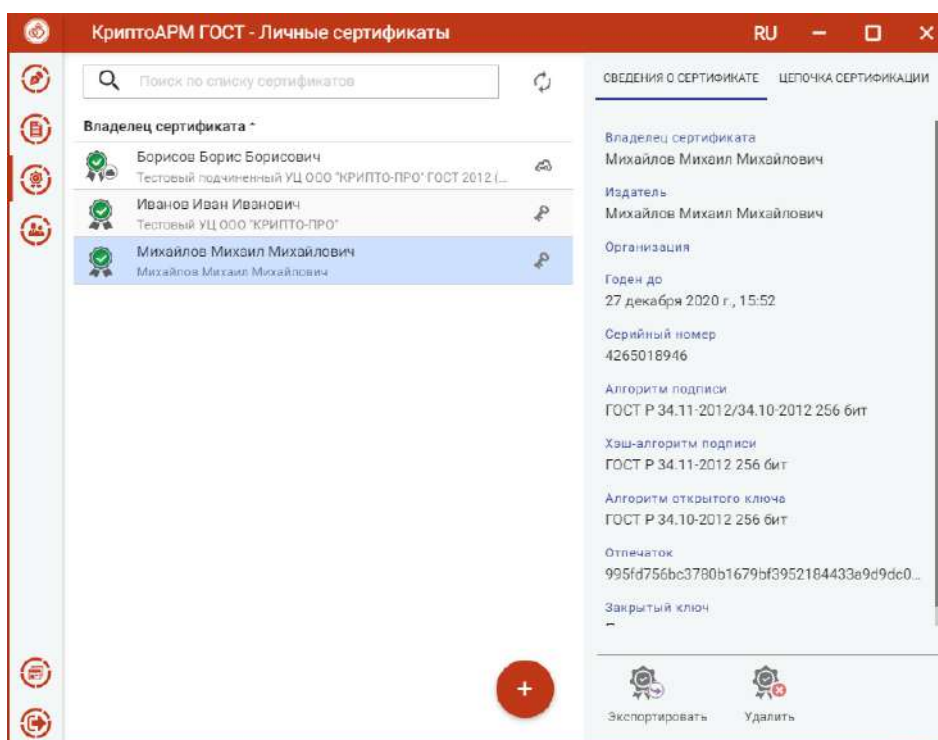 КриптоАРМ ГОСТ - Личные сертификаты
RU
Поиск по списку сертификатов
Владелец сертификата
Борисов Борис Борисович
Тестовый подчиненный УЦ ООО "КРИПТО-ПРО" ГОСТ 2012 (...
Иванов Иван Иванович
Тестовый УЦ ООО "КРИПТО-ПРО"
Михайлов Михаил Михайлович
Михайлов Михаил Михайлович
СВЕДЕНИЯ О СЕРТИФИКАТЕ
ЦЕПОЧКА СЕРТИФИКАЦИИ
Владелец сертификата
Михайлов Михаил Михайлович
Издатель
Михайлов Михаил Михайлович
Организация
Годен до
27 декабря 2020 г., 15:52
Серийный номер
4265018946
Алгоритм подписи
ГОСТ Р 34.11-2012/34.10-2012 256 бит
Хэш-алгоритм подписи
ГОСТ Р 34.11-2012 256 бит
Алгоритм открытого ключа
ГОСТ Р 34.10-2012 256 бит
Отпечаток
995fd756bc3780b1679bf3952184433a9d9dc0...
Закрытый ключ
Экспортировать
Удалить